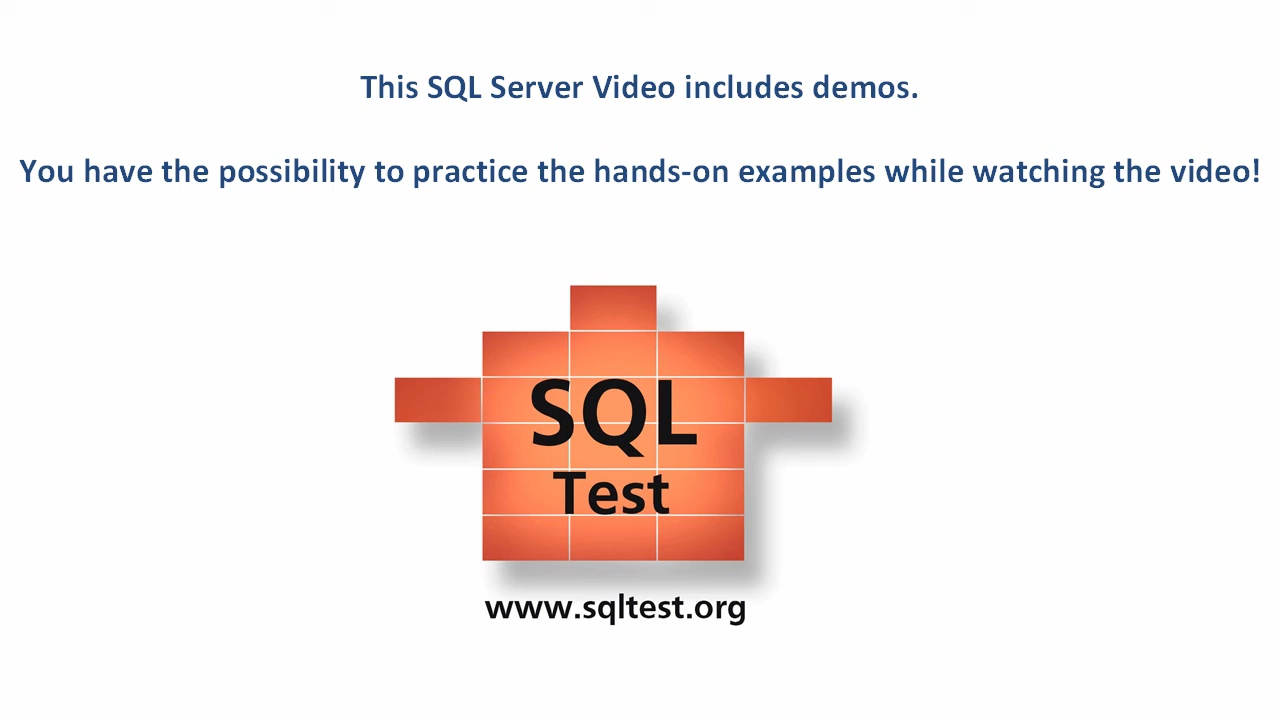 This SQL Server Video includes demos.
You have the possibility to practice the hands-on examples while watching the video!
SQL
Test
www.sqltest.org